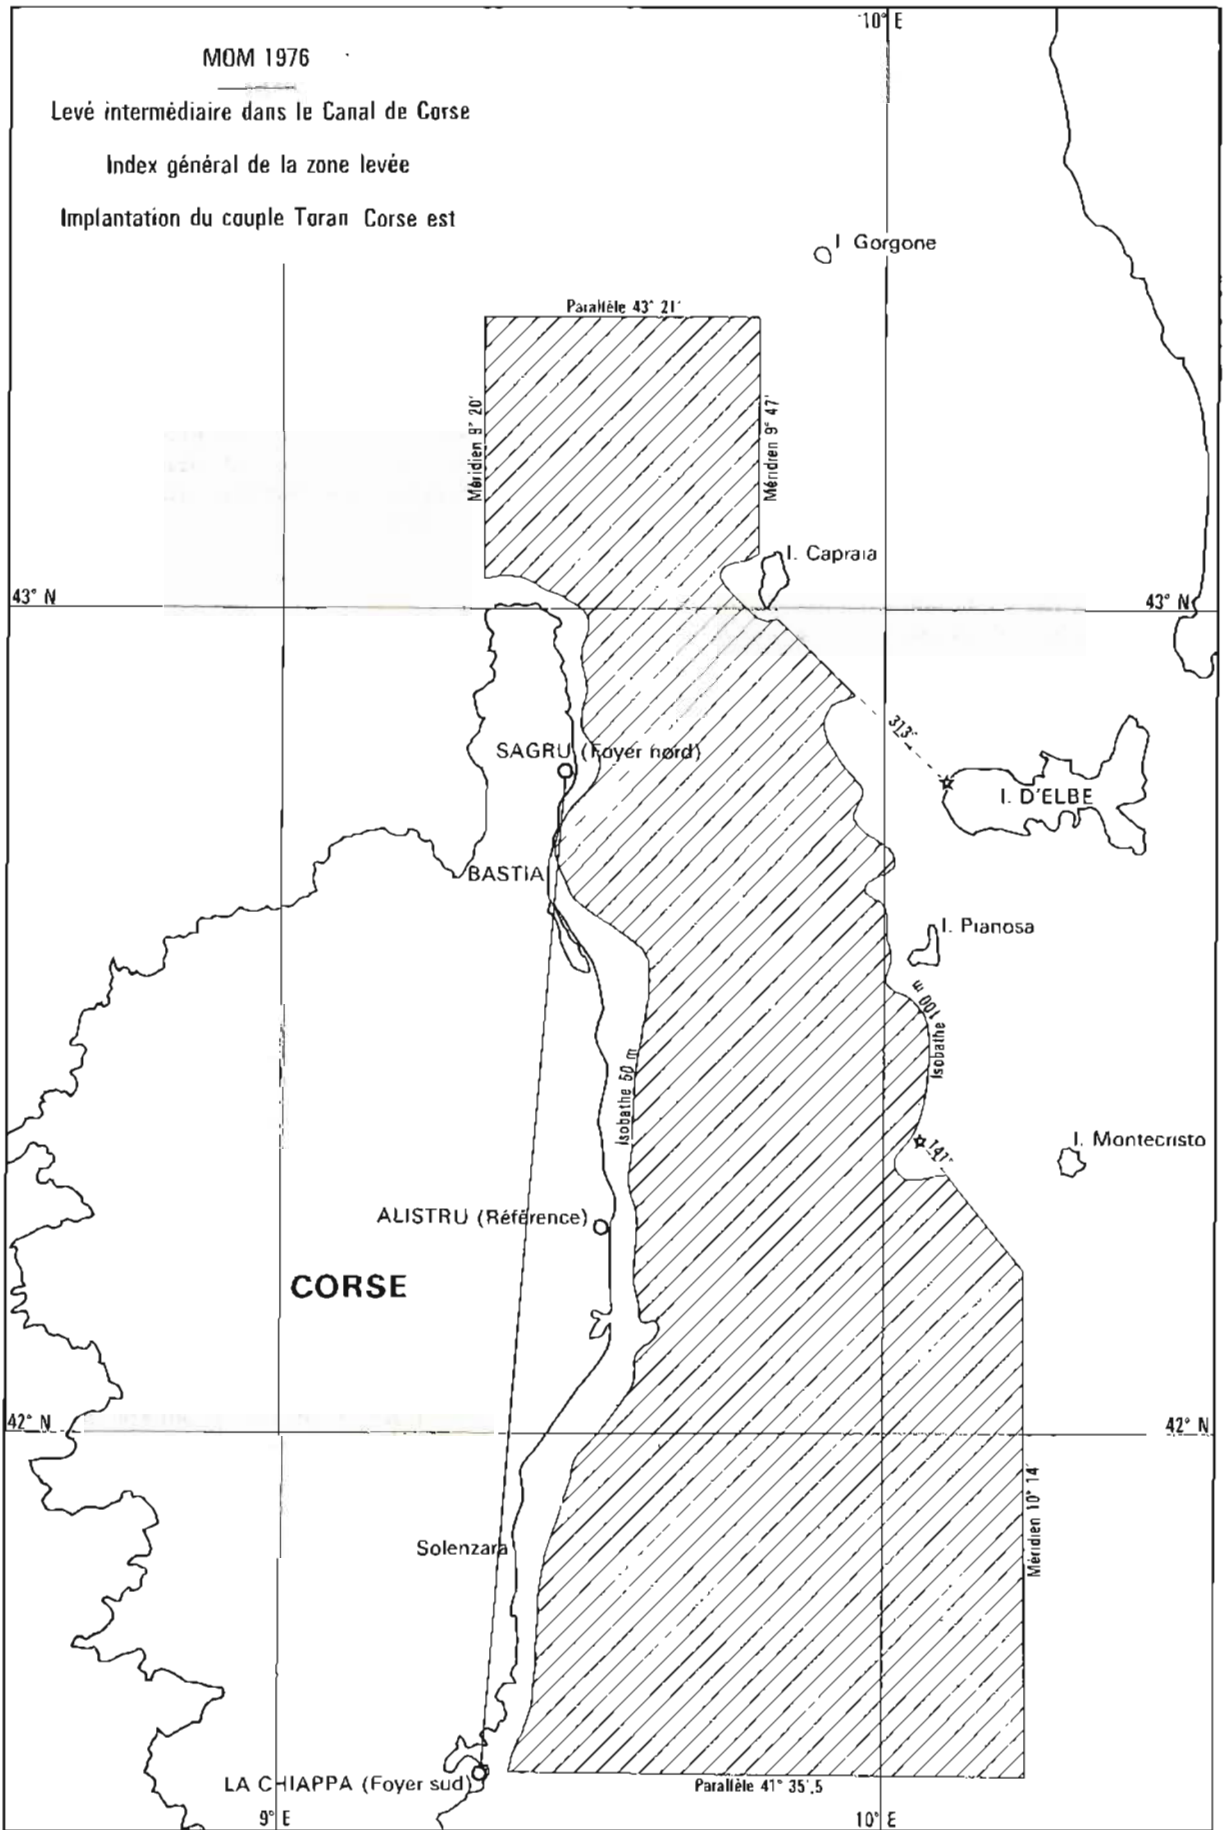 10° E
MOM 1976
Levé intermédiaire dans le Canal de Corse
Index général de la zone levée
Implantation du couple Toran Corse est
I Gorgone
Parallèle 43° 21'
Méridien 9° 20'
Méridien 9° 47'
I. Capraia
43° N
43° N
313°
SAGRU (Foyer nord)
I. D'ELBE
BASTIA
I. Pianosa
Isobathe 100 m
Isobathe 50 m
141°
I. Montecristo
ALISTRU (Référence)
CORSE
42° N
42° N
Méridien 10° 14'
Solenzara
LA CHIAPPA (Foyer sud)
Parallèle 41° 35',5
9° E
10° E